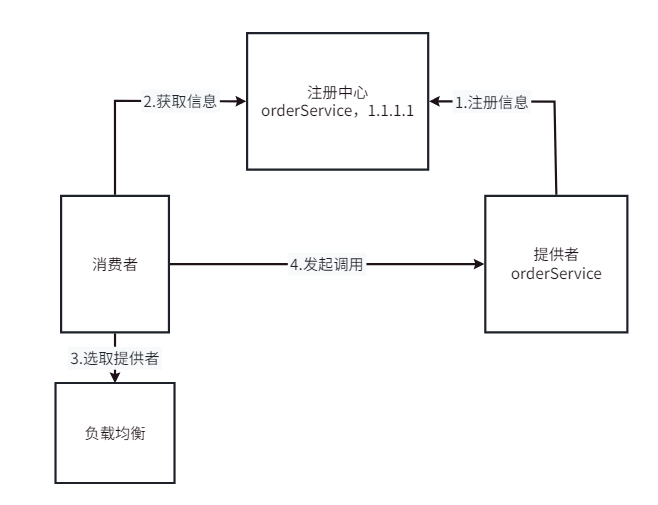 注册中心
orderService，1.1.1.1
2.获取信息
1.注册信息
消费者
4.发起调用
提供者
orderService
3.选取提供者
负载均衡